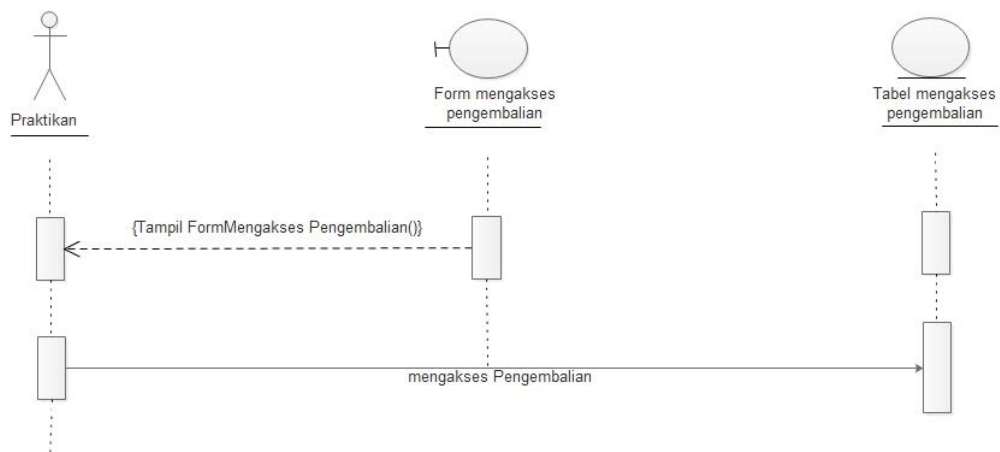 Praktikan
Form mengakses
pengembalian
Tabel mengakses
pengembalian
{Tampil FormMengakses Pengembalian()}
mengakses Pengembalian